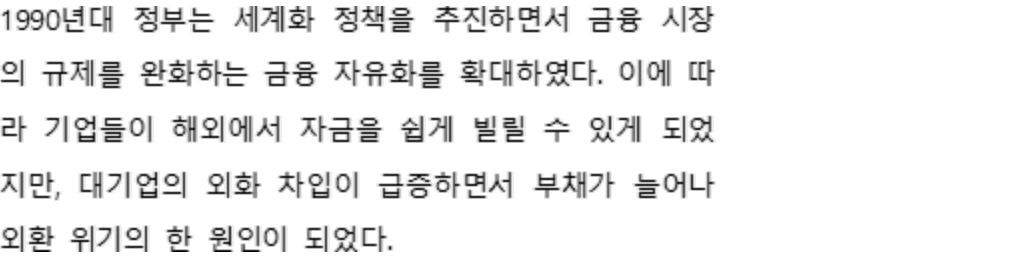 1990년대 정부는 세계화 정책을 추진하면서 금융 시장
의 규제를 완화하는 금융 자유화를 확대하였다. 이에 따
라 기업들이 해외에서 자금을 쉽게 빌릴 수 있게 되었
지만, 대기업의 외화 차입이 급증하면서 부채가 늘어나
외환 위기의 한 원인이 되었다.